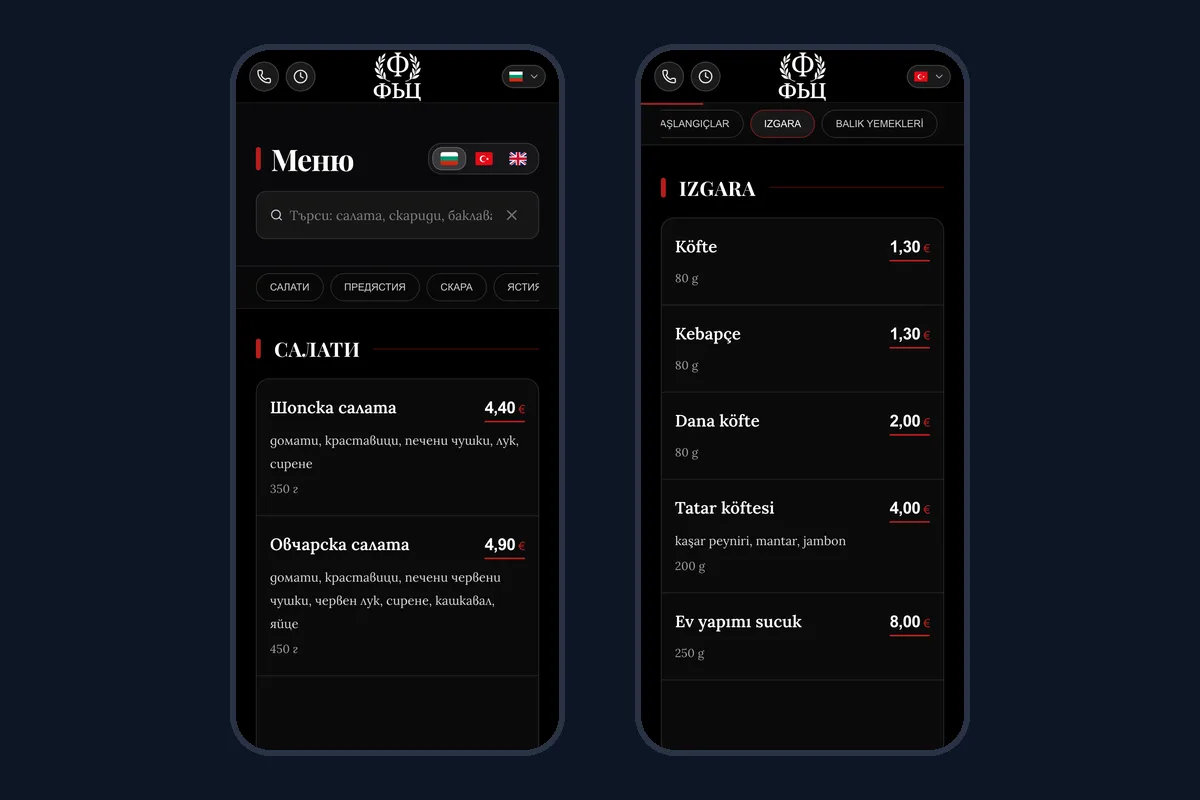 Ф
ФЪЦ
Меню
Търси: салата, скариди, баклава
САЛАТИ
ПРЕДЯСТИЯ
СКАРА
ЯСТИЯ
САЛАТИ
Шопска салата 4,40 €
домати, краставици, печени чушки, лук,
сирене
350 г
Овчарска салата 4,90 €
домати, краставици, печени червени
чушки, червен лук, сирене, кашкавал,
яйце
450 г
Ф
ФЪЦ
AŞLANGIÇLAR
IZGARA
BALIK YEMEKLERİ
IZGARA
Köfte 1,30 €
80 g
Kebapçe 1,30 €
80 g
Dana köfte 2,00 €
80 g
Tatar köftesi 4,00 €
kaşar peyniri, mantar, jambon
200 g
Ev yapımı sucuk 8,00 €
250 g